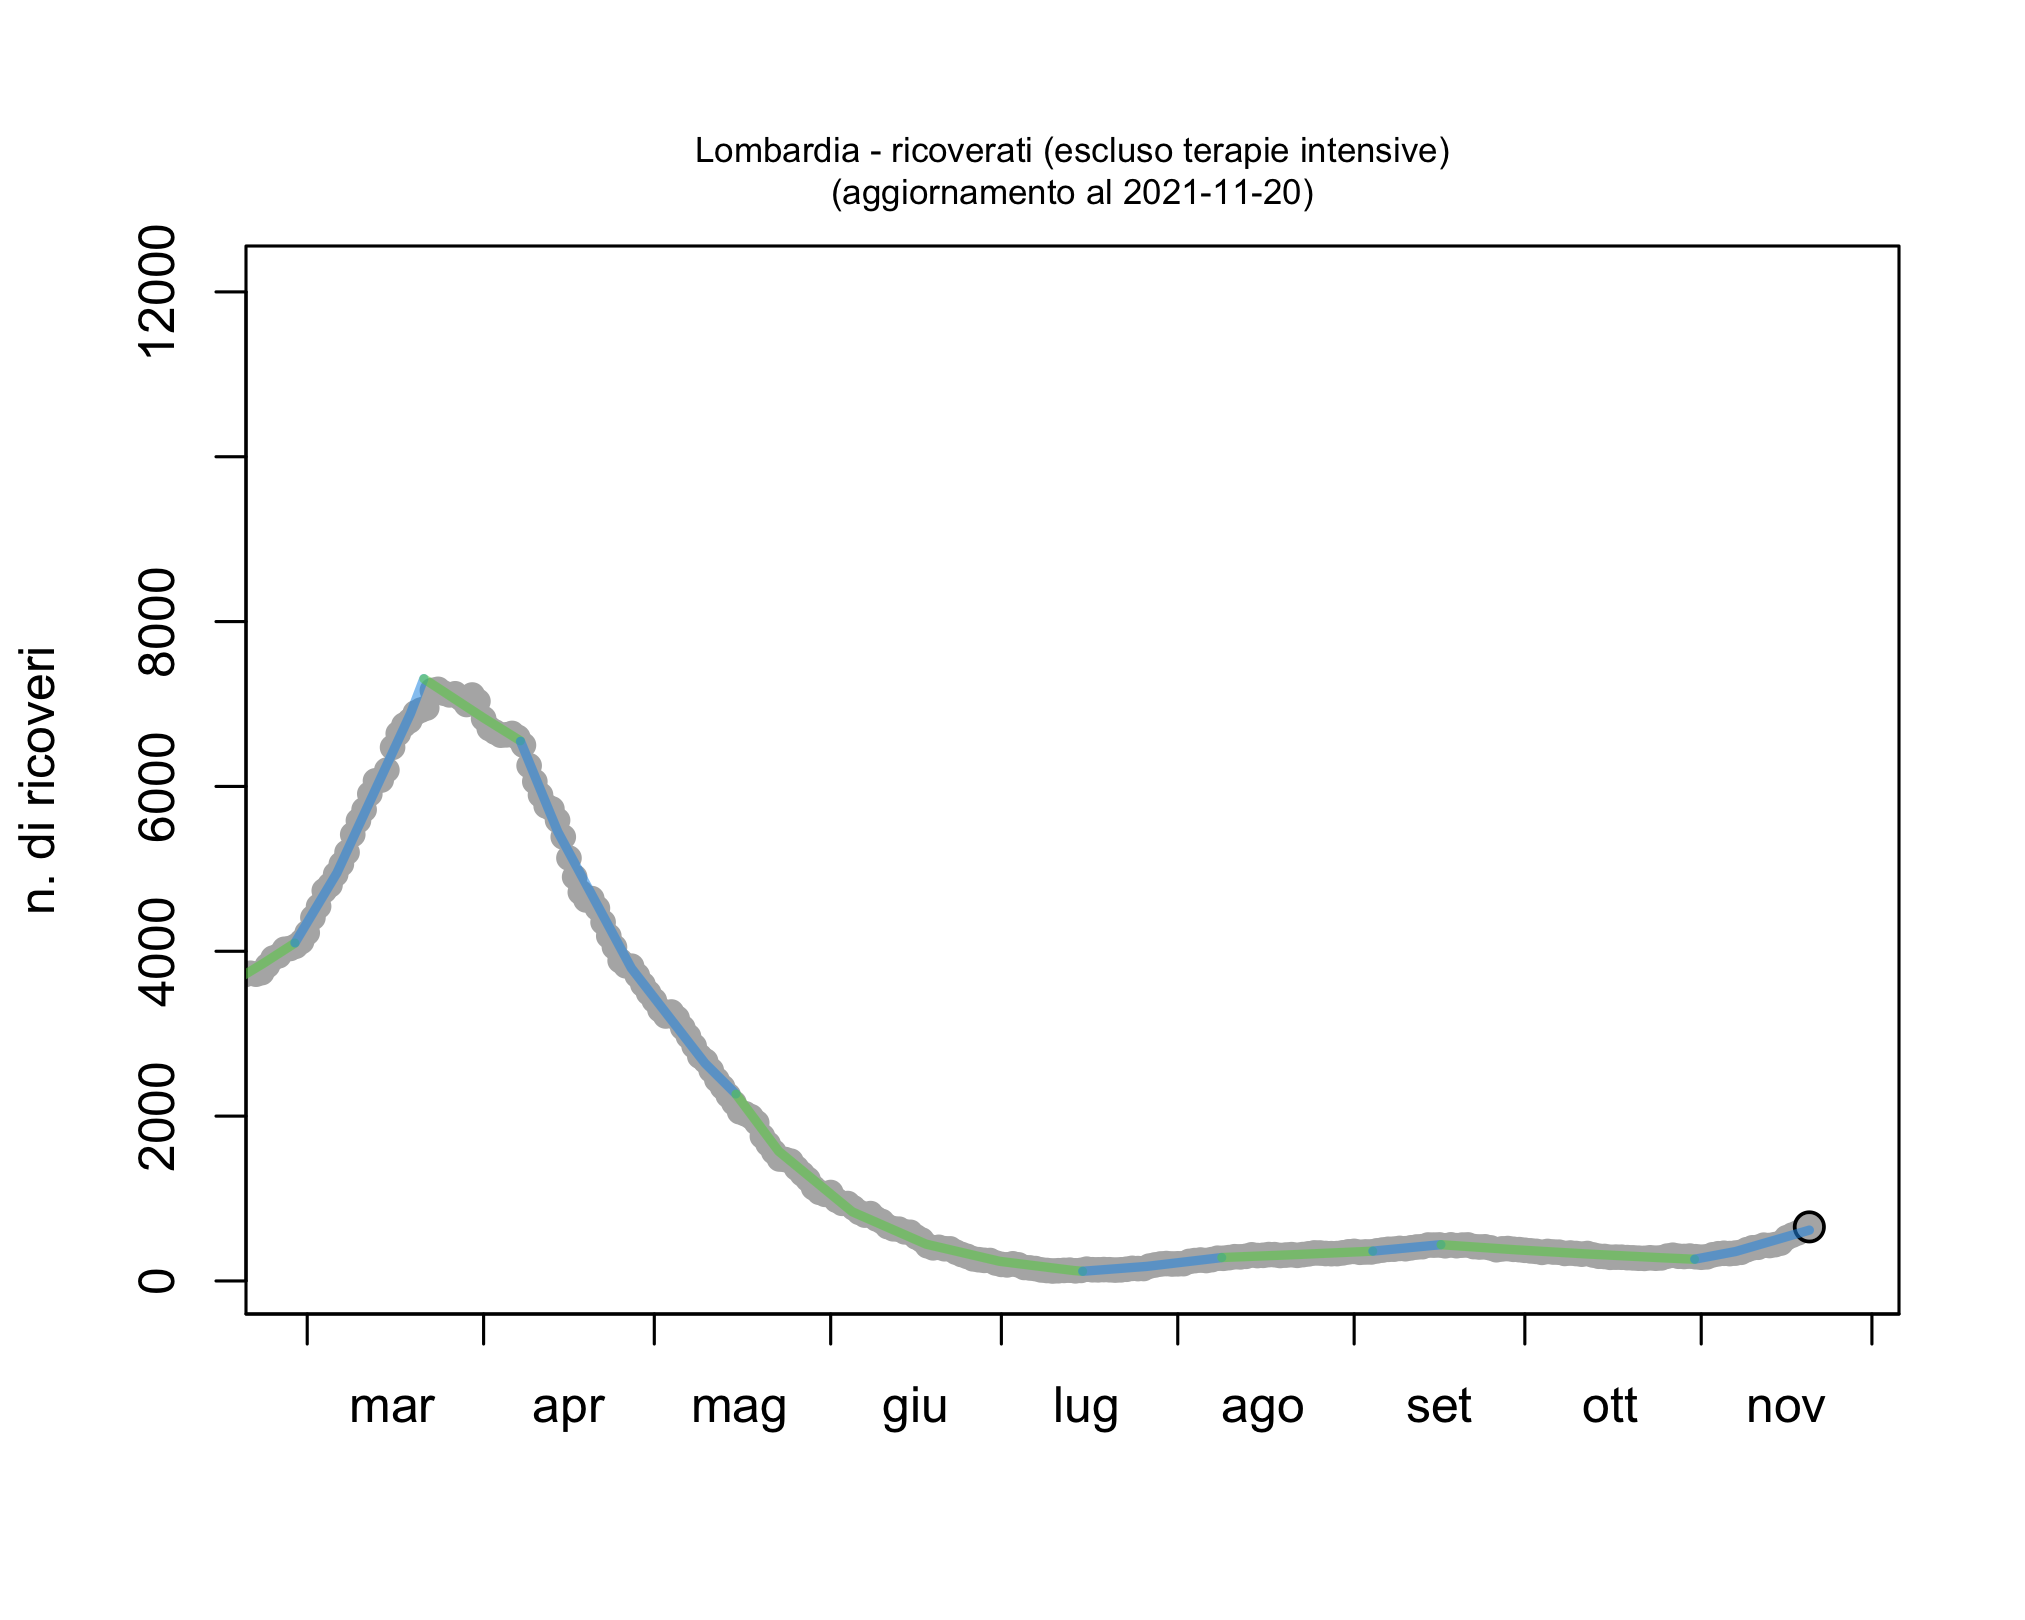 Lombardia - ricoverati (escluso terapie intensive)
(aggiornamento al 2021-11-20)
n. di ricoveri
12000
8000
6000
4000
2000
0
mar apr mag giu lug ago set ott nov